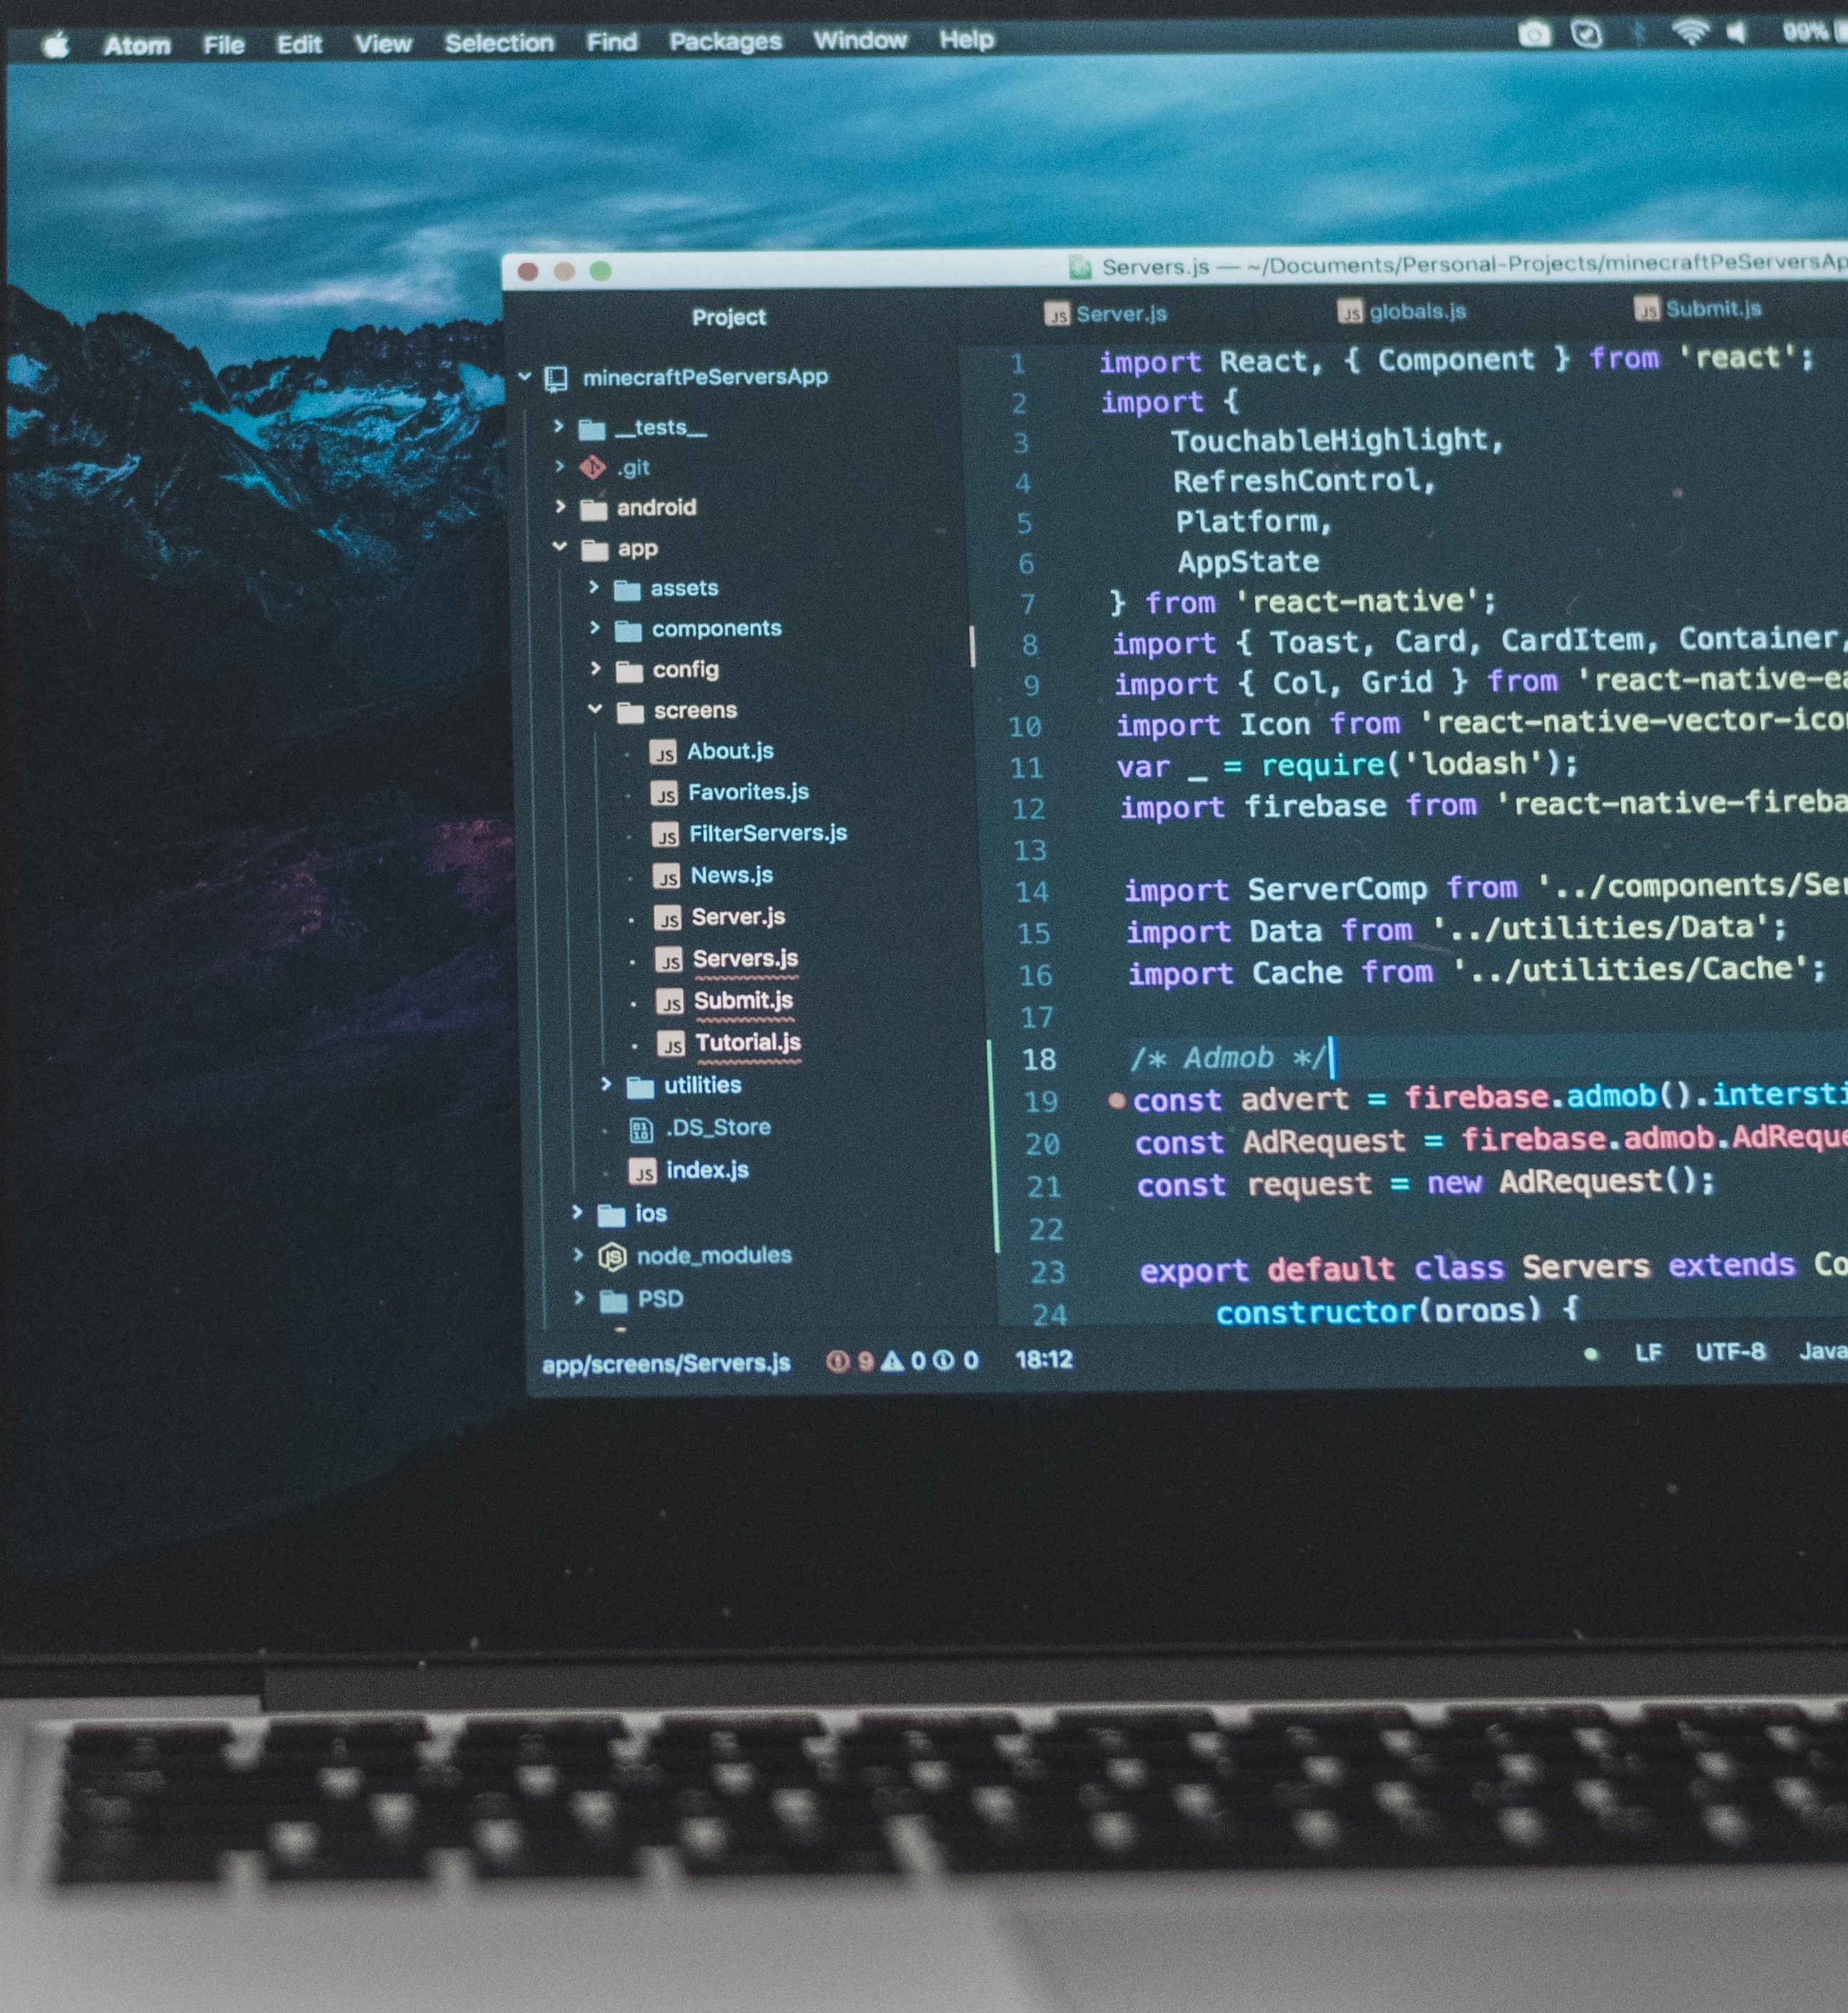 Atom File Edit View Selection Find Packages Window Help 99%
Servers.js — ~/Documents/Personal-Projects/minecraftPeServersAp
Project
Server.js globals.js Submit.js
minecraftPeServersApp
__tests__
.git
android
app
assets
components
config
screens
About.js
Favorites.js
FilterServers.js
News.js
Server.js
Servers.js
Submit.js
Tutorial.js
utilities
.DS_Store
index.js
ios
node_modules
PSD
1 import React, { Component } from 'react';
2 import {
3 TouchableHighlight,
4 RefreshControl,
5 Platform,
6 AppState
7 } from 'react-native';
8 import { Toast, Card, CardItem, Container,
9 import { Col, Grid } from 'react-native-ea
10 import Icon from 'react-native-vector-ico
11 var _ = require('lodash');
12 import firebase from 'react-native-fireba
13
14 import ServerComp from '../components/Ser
15 import Data from '../utilities/Data';
16 import Cache from '../utilities/Cache';
17
18 /* Admob */
19 const advert = firebase.admob().intersti
20 const AdRequest = firebase.admob.AdReque
21 const request = new AdRequest();
22
23 export default class Servers extends Co
24 constructor(props) {
app/screens/Servers.js 9 0 0 18:12 LF UTF-8 Java